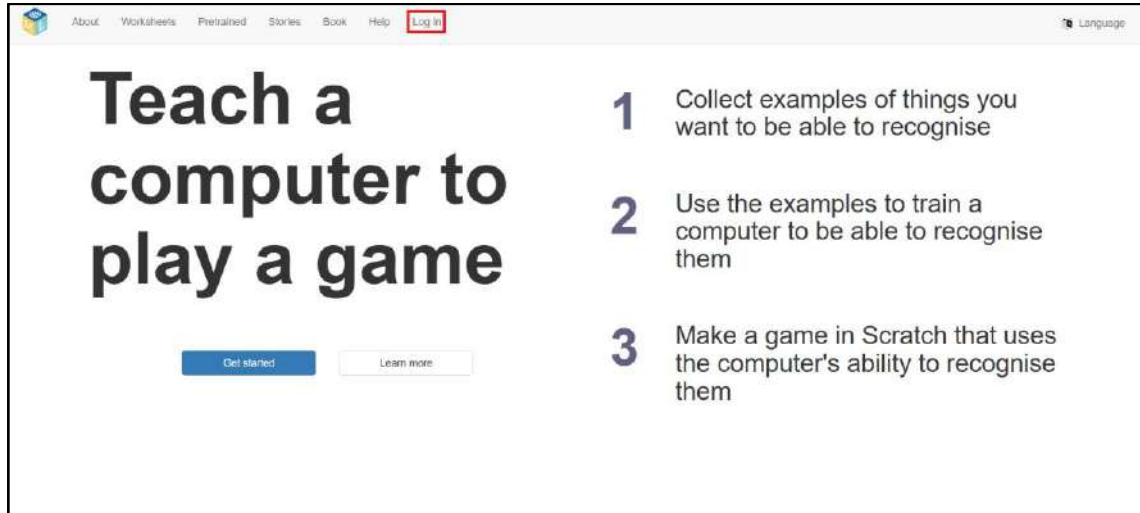 About Worksheets Pretrained Stories Book Help Log In Language
Teach a
computer to
play a game
Get started Learn more
1 Collect examples of things you
want to be able to recognise
2 Use the examples to train a
computer to be able to recognise
them
3 Make a game in Scratch that uses
the computer's ability to recognise
them